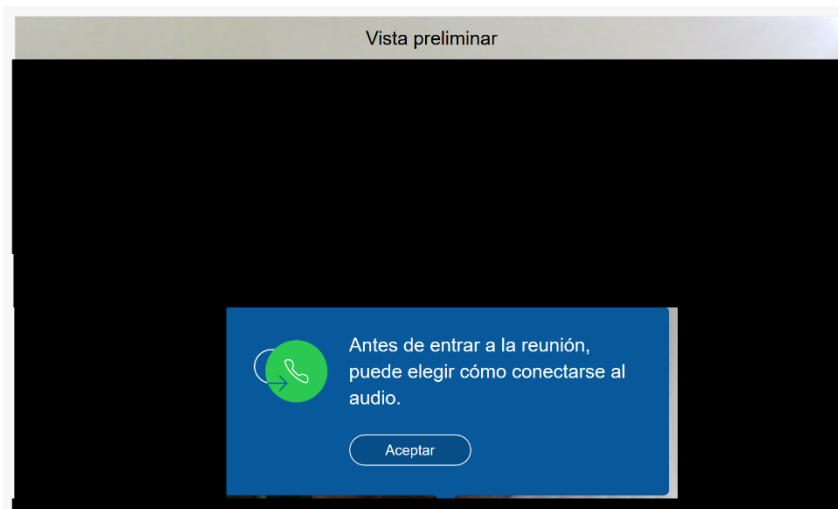 Vista preliminar
Antes de entrar a la reunión,
puede elegir cómo conectarse al
audio.
Aceptar